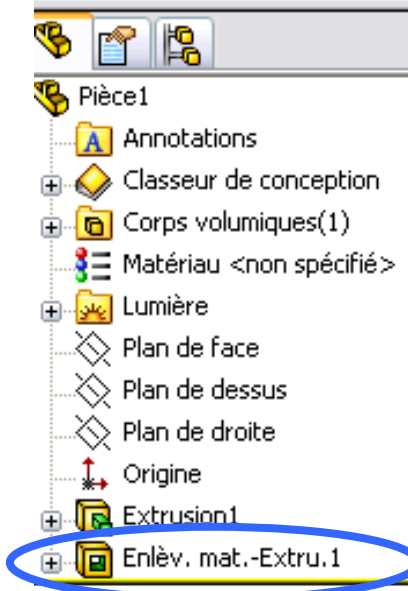 Pièce1
A Annotations
Classeur de conception
Corps volumiques(1)
Matériau <non spécifié>
Lumière
Plan de face
Plan de dessus
Plan de droite
Origine
Extrusion1
Enlèv. mat.-Extru.1